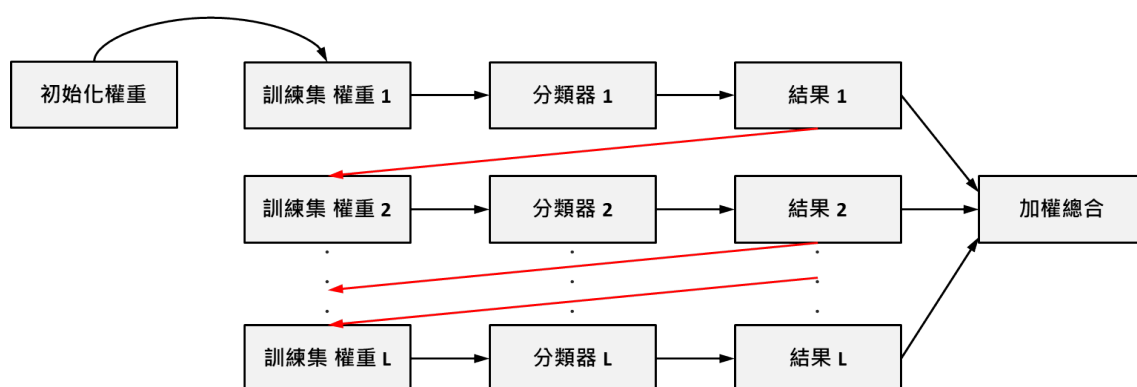 初始化權重
訓練集 權重 1
分類器 1
結果 1
訓練集 權重 2
分類器 2
結果 2
加權總合
訓練集 權重 L
分類器 L
結果 L